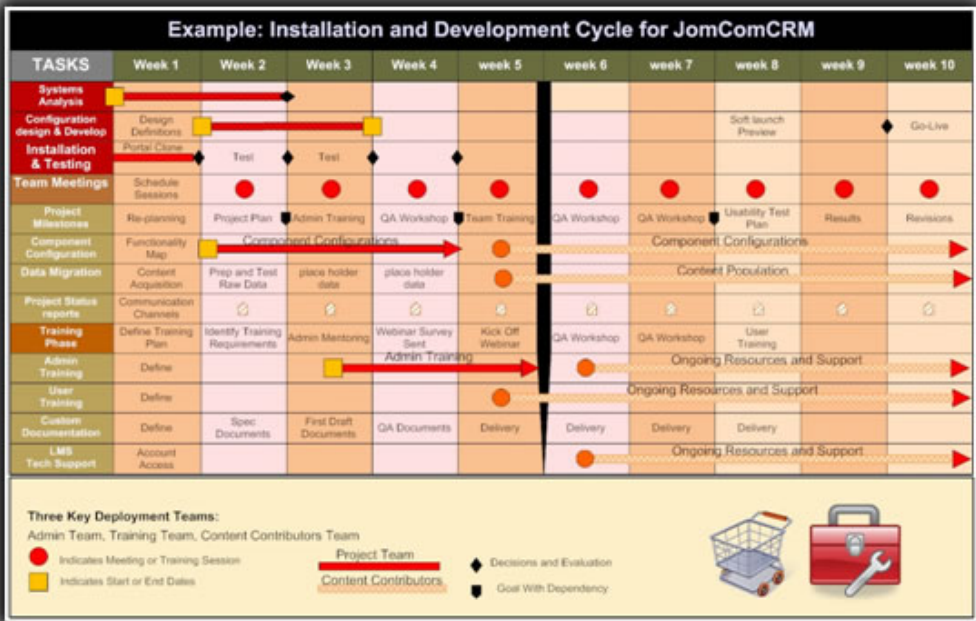 Example: Installation and Development Cycle for JomComCRM
TASKS Week 1 Week 2 Week 3 Week 4 week 5 week 6 week 7 week 8 week 9 week 10
Systems
Analysis
Configuration
design & Develop
Design
Definitions
Soft launch
Preview
Go-Live
Installation
& Testing
Portal Clone
Test
Test
Team Meetings
Schedule
Sessions
Project
Milestones
Re-planning
Project Plan
Admin Training
QA Workshop
Team Training
QA Workshop
QA Workshop
Usability Test
Plan
Results
Revisions
Component
Configuration
Functionality
Map
Component Configurations
Component Configurations
Data Migration
Content
Acquisition
Prep and Test
Raw Data
place holder
data
place holder
data
Content Population
Project Status
reports
Communication
Channels
Training
Phase
Define Training
Plan
Identify Training
Requirements
Admin Mentoring
Webinar Survey
Sent
Kick Off
Webinar
QA Workshop
QA Workshop
User
Training
Admin
Training
Define
Admin Training
Ongoing Resources and Support
User
Training
Define
Ongoing Resources and Support
Custom
Documentation
Define
Spec
Documents
First Draft
Documents
QA Documents
Delivery
Delivery
Delivery
Delivery
LMS
Tech Support
Account
Access
Ongoing Resources and Support
Three Key Deployment Teams:
Admin Team, Training Team, Content Contributors Team
Indicates Meeting or Training Session
Indicates Start or End Dates
Project Team
Content Contributors
Decisions and Evaluation
Goal With Dependency